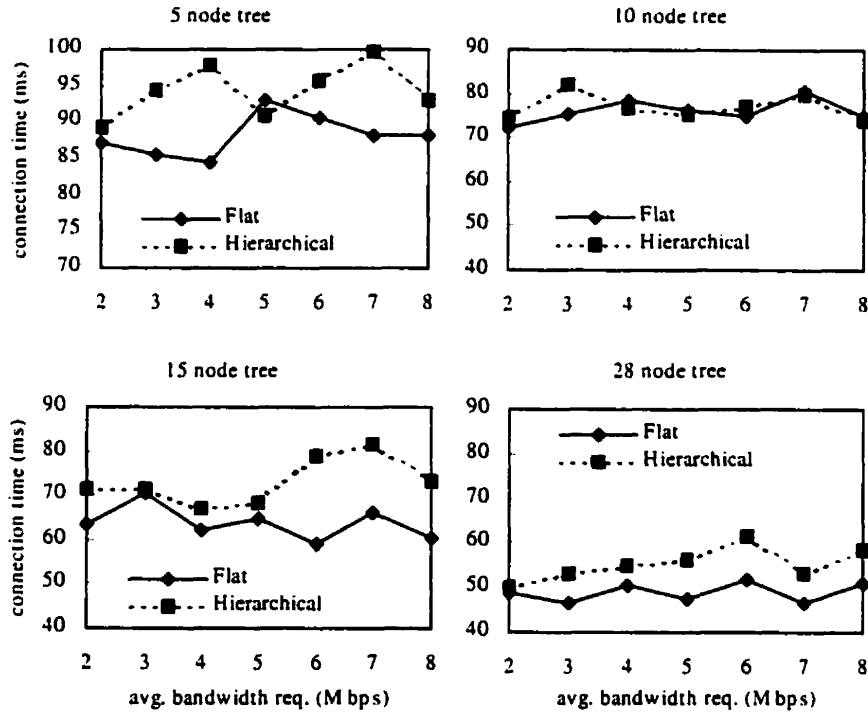 5 node tree
10 node tree
connection time (ms)
100
95
90
85
80
75
70
Flat
Hierarchical
2 3 4 5 6 7 8
90
80
70
60
50
40
Flat
Hierarchical
2 3 4 5 6 7 8
15 node tree
28 node tree
connection time (ms)
90
80
70
60
50
40
Flat
Hierarchical
2 3 4 5 6 7 8
avg. bandwidth req. (Mbps)
90
80
70
60
50
40
Flat
Hierarchical
2 3 4 5 6 7 8
avg. bandwidth req. (Mbps)